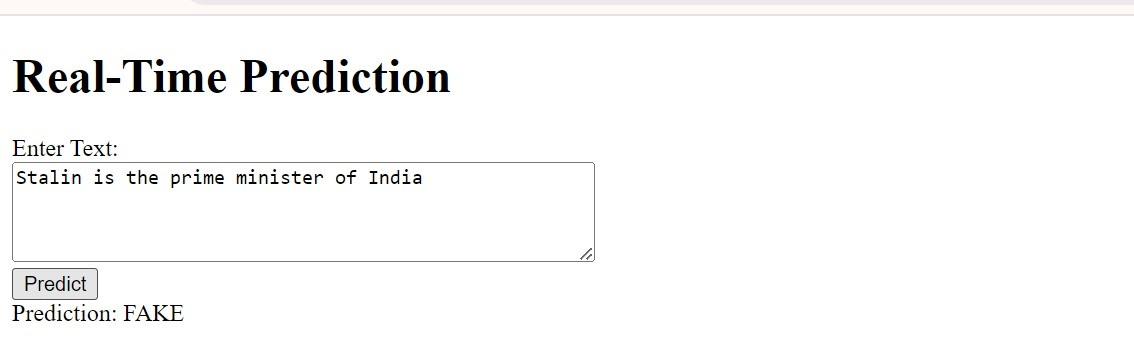 Real-Time Prediction
Enter Text:
Stalin is the prime minister of India
Predict
Prediction: FAKE